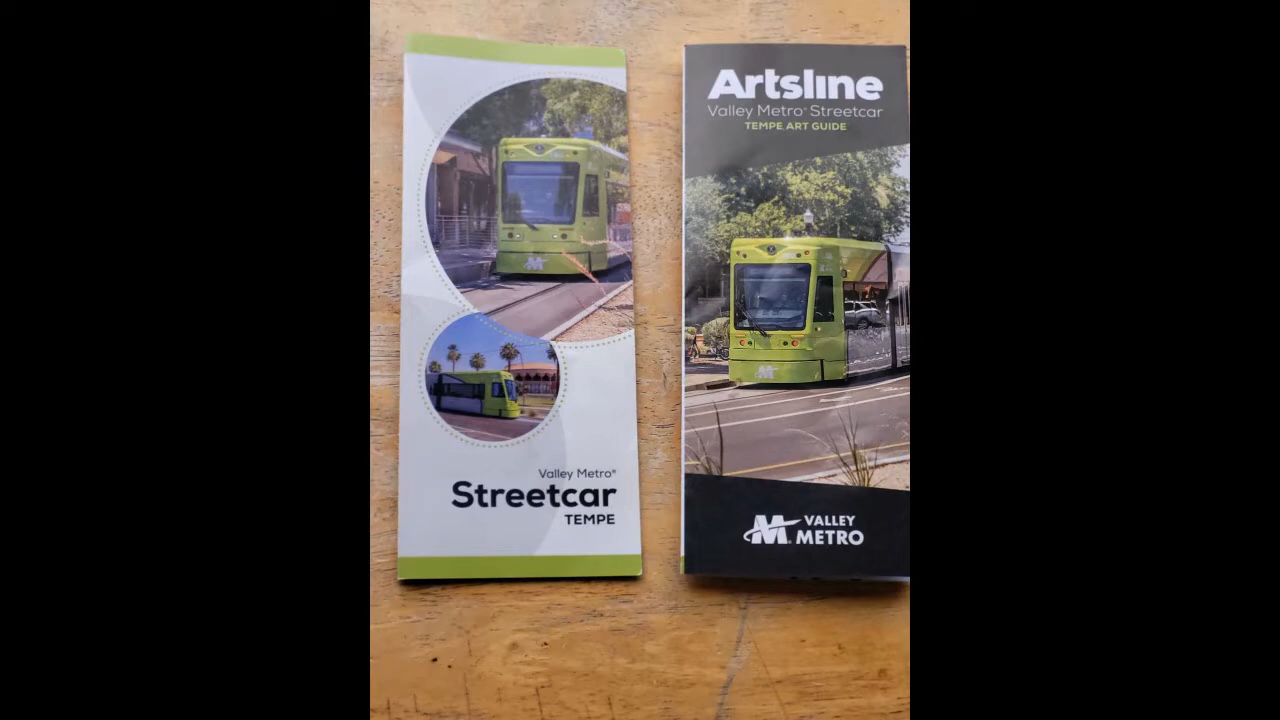 Valley Metro®
Streetcar
TEMPE
Artsline
Valley Metro® Streetcar
TEMPE ART GUIDE
VALLEY
METRO